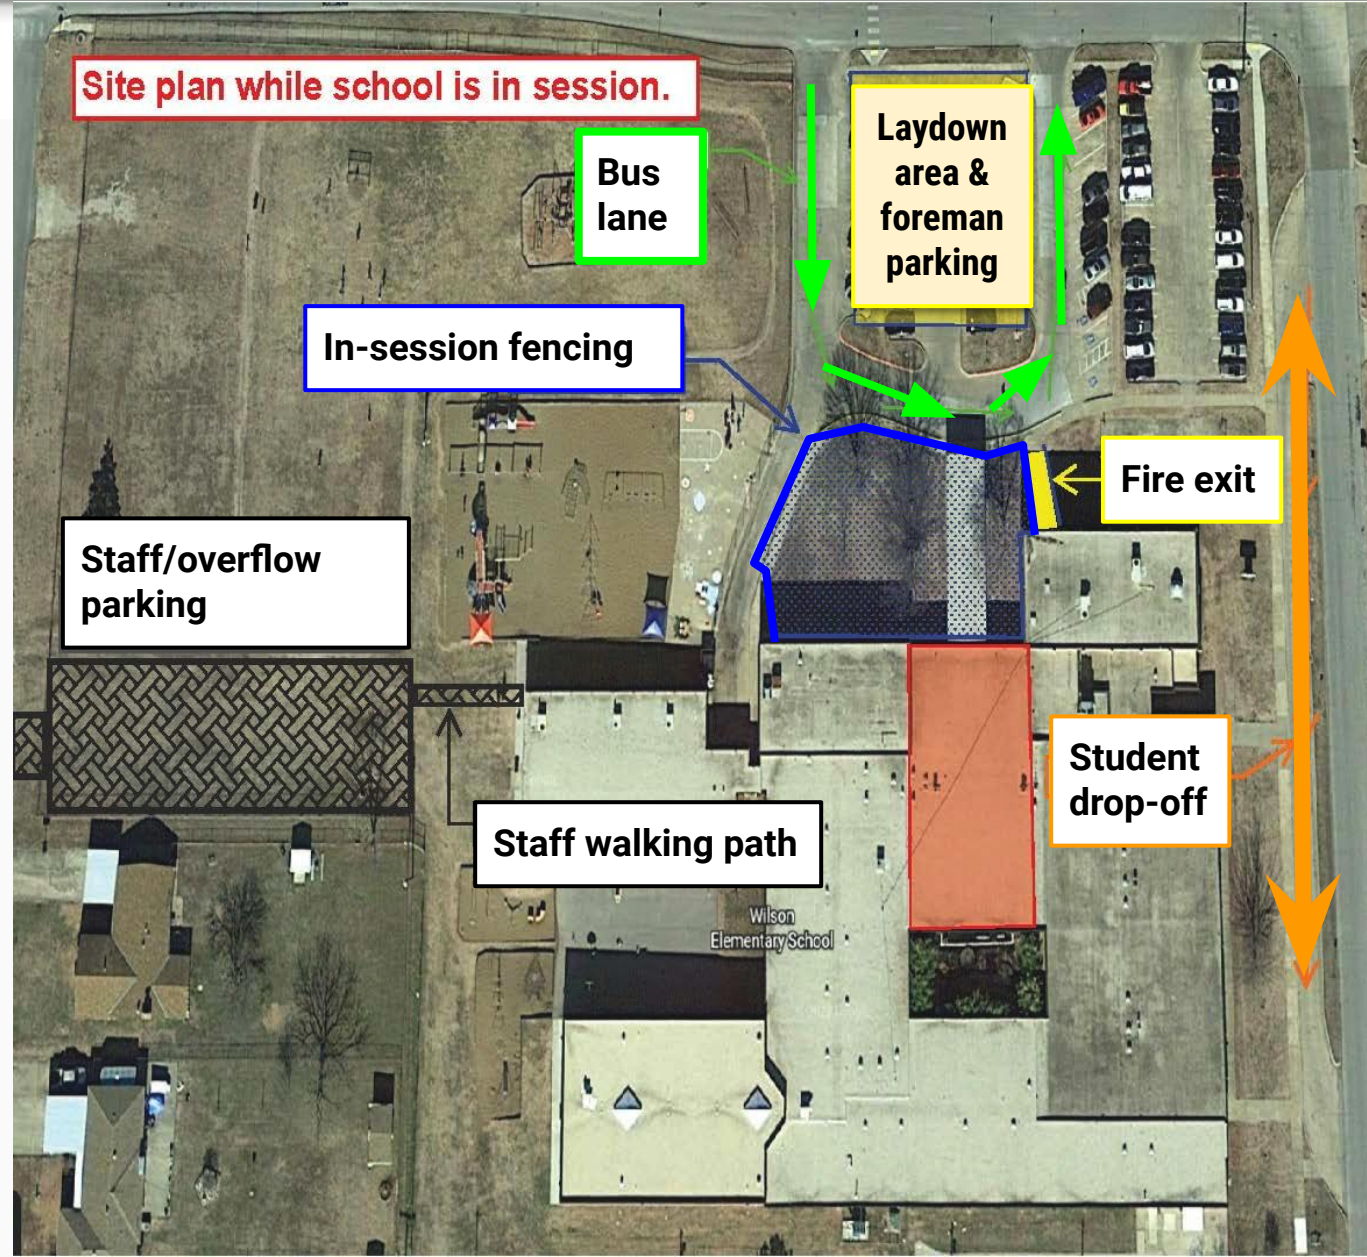 Site plan while school is in session.
Bus
lane
Laydown
area &
foreman
parking
In-session fencing
Fire exit
Staff/overflow
parking
Student
drop-off
Staff walking path
Wilson
Elementary School